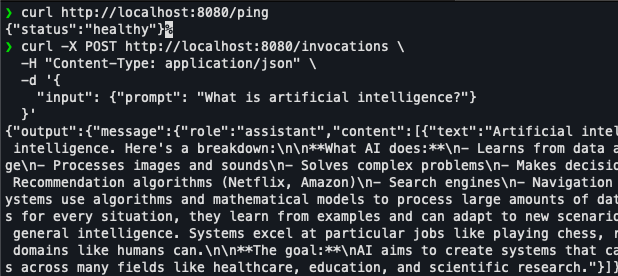 ❯ curl http://localhost:8080/ping
{"status":"healthy"}%
❯ curl -X POST http://localhost:8080/invocations \
-H "Content-Type: application/json" \
-d '{
"input": {"prompt": "What is artificial intelligence?"}
}'
{"output":{"message":{"role":"assistant","content":[{"text":"Artificial intel
intelligence. Here's a breakdown:\n\n**What AI does:**\n- Learns from data a
ge\n- Processes images and sounds\n- Solves complex problems\n- Makes decisio
Recommendation algorithms (Netflix, Amazon)\n- Search engines\n- Navigation
ystems use algorithms and mathematical models to process large amounts of dat
s for every situation, they learn from examples and can adapt to new scenario
general intelligence. Systems excel at particular jobs like playing chess, r
domains like humans can.\n\n**The goal:**\nAI aims to create systems that ca
s across many fields like healthcare, education, and scientific research."}]}